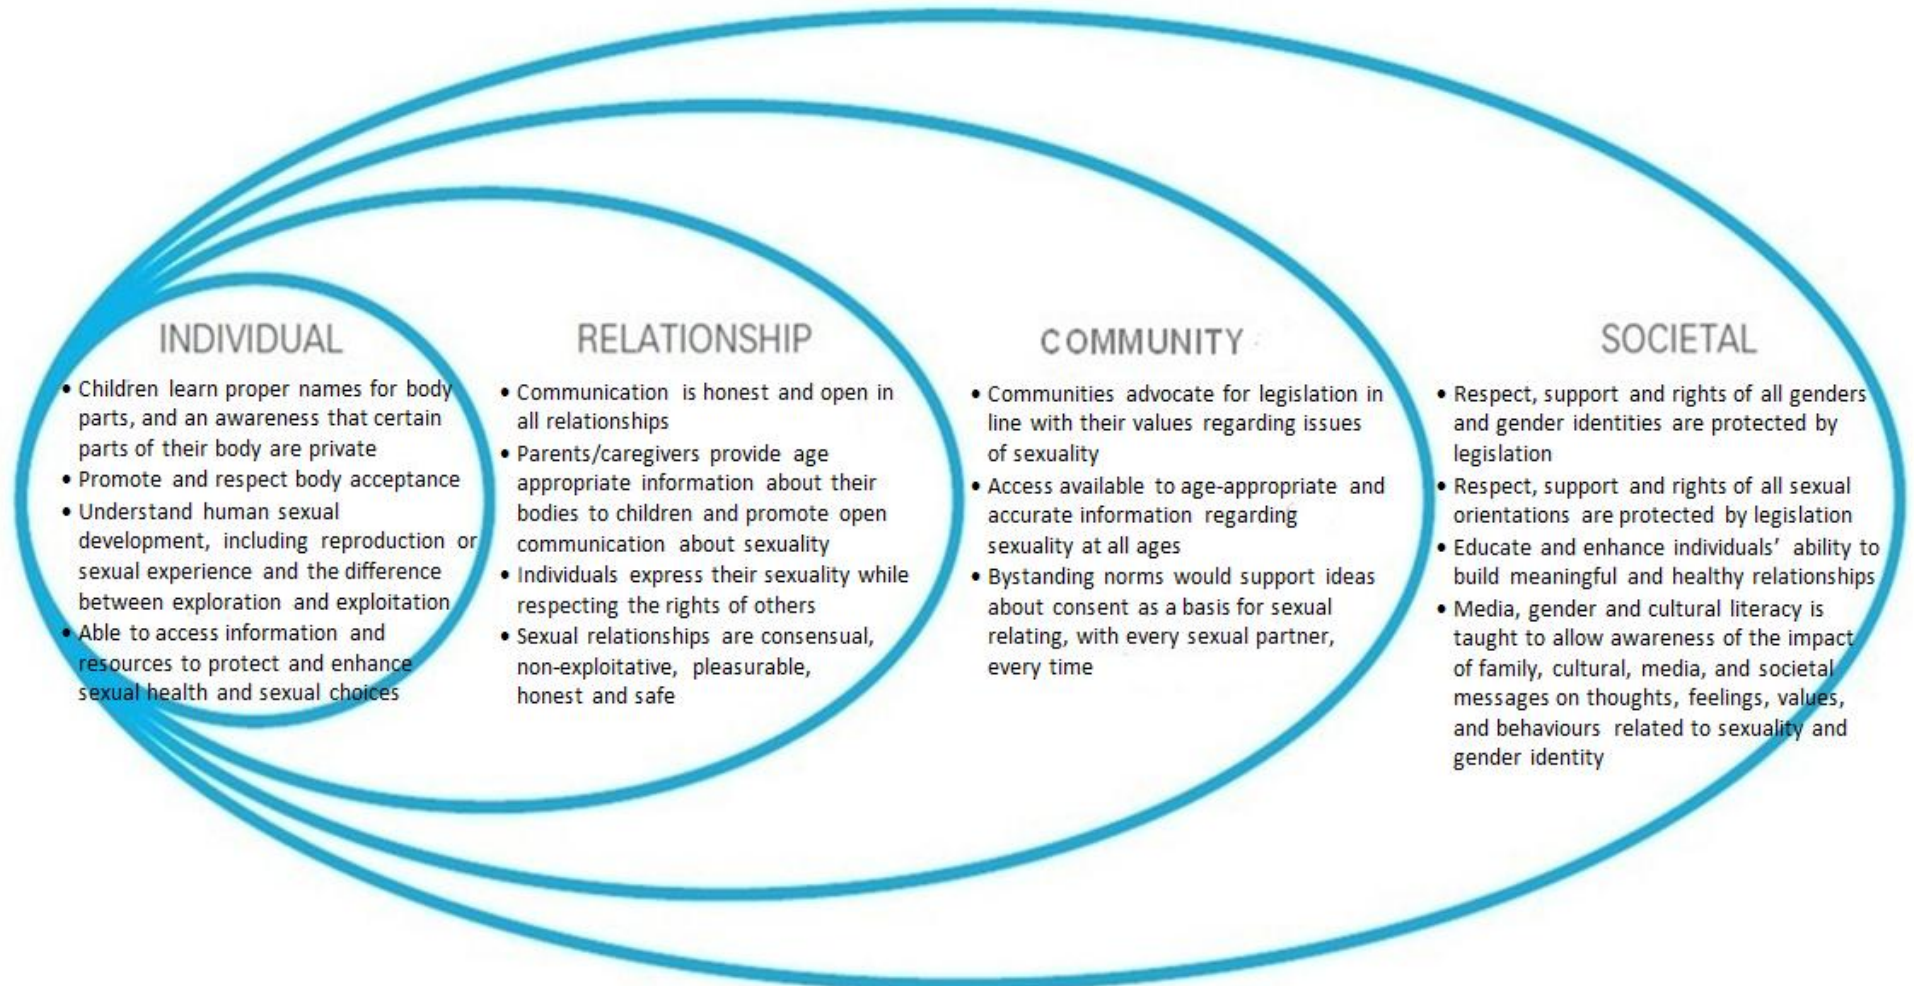 INDIVIDUAL
• Children learn proper names for body
parts, and an awareness that certain
parts of their body are private
• Promote and respect body acceptance
• Understand human sexual
development, including reproduction or
sexual experience and the difference
between exploration and exploitation
• Able to access information and
resources to protect and enhance
sexual health and sexual choices
RELATIONSHIP
• Communication is honest and open in
all relationships
• Parents/caregivers provide age
appropriate information about their
bodies to children and promote open
communication about sexuality
• Individuals express their sexuality while
respecting the rights of others
• Sexual relationships are consensual,
non-exploitative, pleasurable,
honest and safe
COMMUNITY
• Communities advocate for legislation in
line with their values regarding issues
of sexuality
• Access available to age-appropriate and
accurate information regarding
sexuality at all ages
• Bystanding norms would support ideas
about consent as a basis for sexual
relating, with every sexual partner,
every time
SOCIETAL
• Respect, support and rights of all genders
and gender identities are protected by
legislation
• Respect, support and rights of all sexual
orientations are protected by legislation
• Educate and enhance individuals' ability to
build meaningful and healthy relationships
• Media, gender and cultural literacy is
taught to allow awareness of the impact
of family, cultural, media, and societal
messages on thoughts, feelings, values,
and behaviours related to sexuality and
gender identity